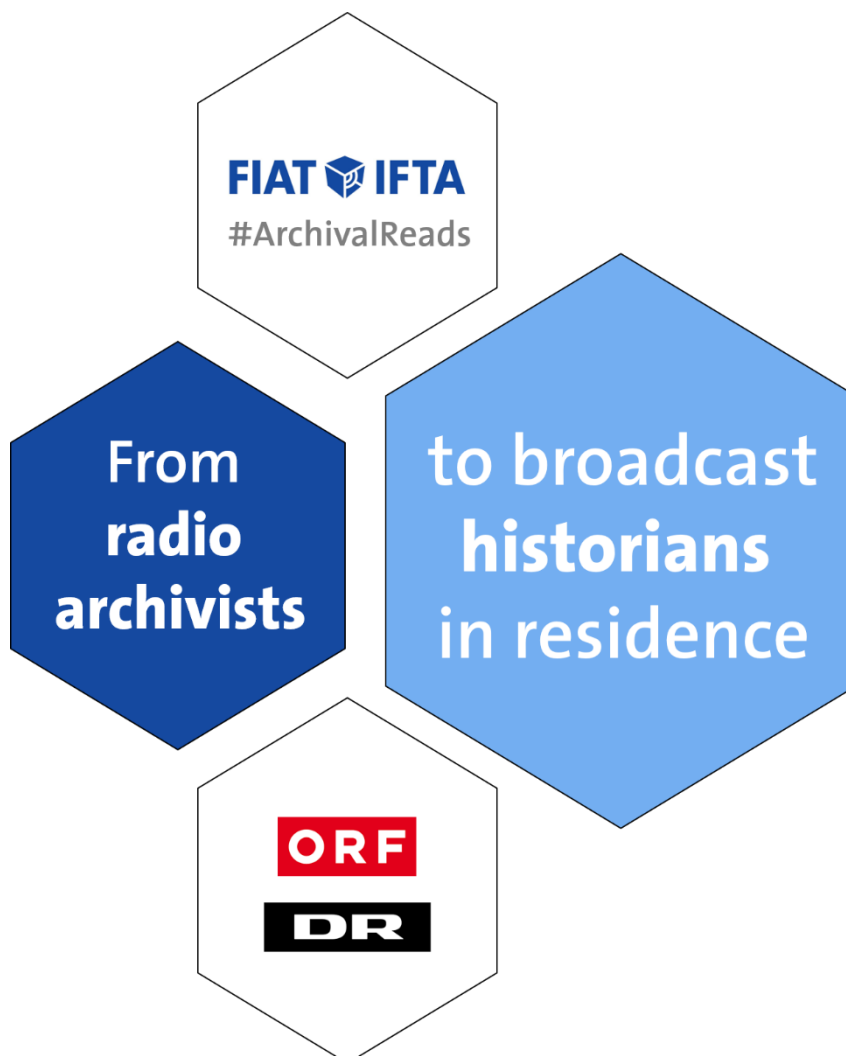 FIAT IFTA
#ArchivalReads
From
radio
archivists
to broadcast
historians
in residence
ORF
DR